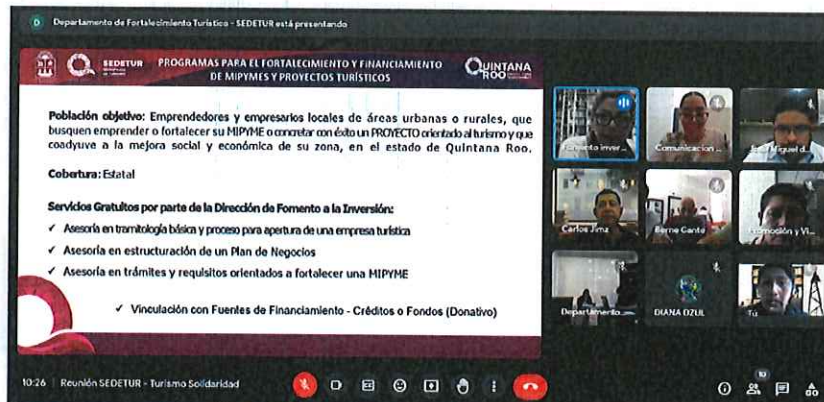 D Departamento de Fortalecimiento Turístico - SEDETUR está presentando
SEDETUR
PROGRAMAS PARA EL FORTALECIMIENTO Y FINANCIAMIENTO
DE MIPYMES Y PROYECTOS TURÍSTICOS
QUINTANA
ROO
Población objetivo: Emprendedores y empresarios locales de áreas urbanas o rurales, que
busquen emprender o fortalecer su MIPYME o concretar con éxito un PROYECTO orientado al turismo y que
coadyuve a la mejora social y económica de su zona, en el estado de Quintana Roo.
Cobertura: Estatal
Servicios Gratuitos por parte de la Dirección de Fomento a la Inversión:
✓ Asesoría en tramitología básica y proceso para apertura de una empresa turística
✓ Asesoría en estructuración de un Plan de Negocios
✓ Asesoría en trámites y requisitos orientados a fortalecer una MIPYME
✓ Vinculación con Fuentes de Financiamiento - Créditos o Fondos (Donativo)
Fomento inver...
Comunicacion ...
José Miguel d...
Carlos Jimz
Berne Gante
Promoción y Vi...
Departamento...
DIANA DZUL
Tú
10:26 | Reunión SEDETUR - Turismo Solidaridad
10